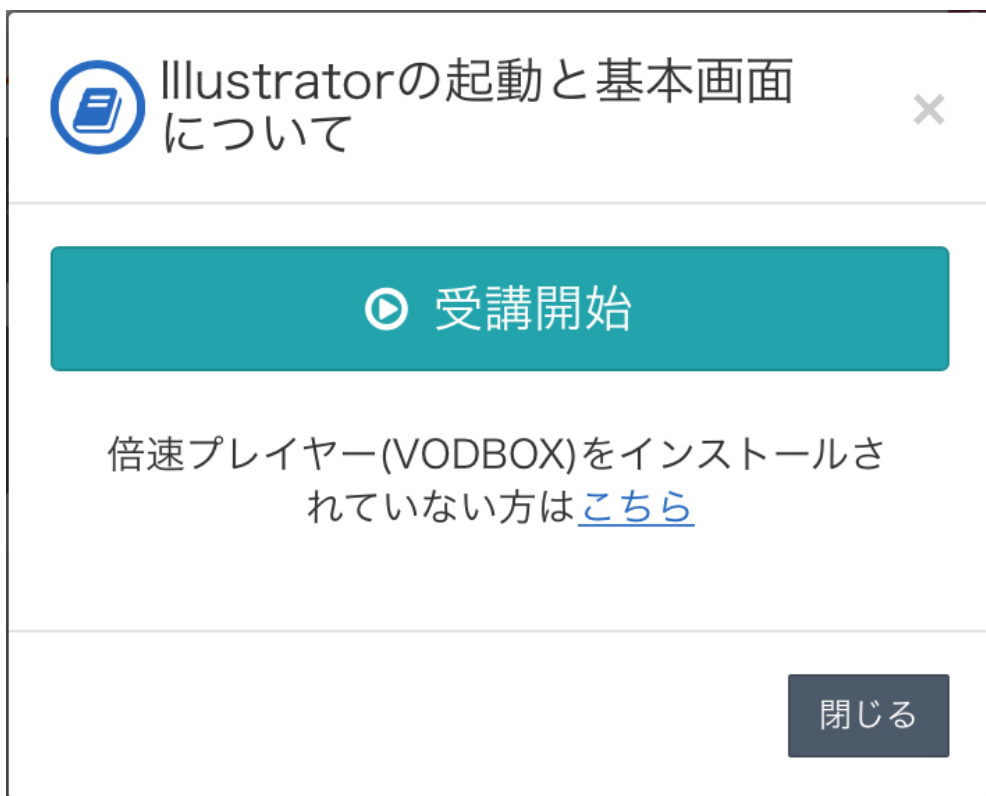 Illustratorの起動と基本画面
について
×
受講開始
倍速プレイヤー(VODBOX)をインストールさ
れていない方はこちら
閉じる